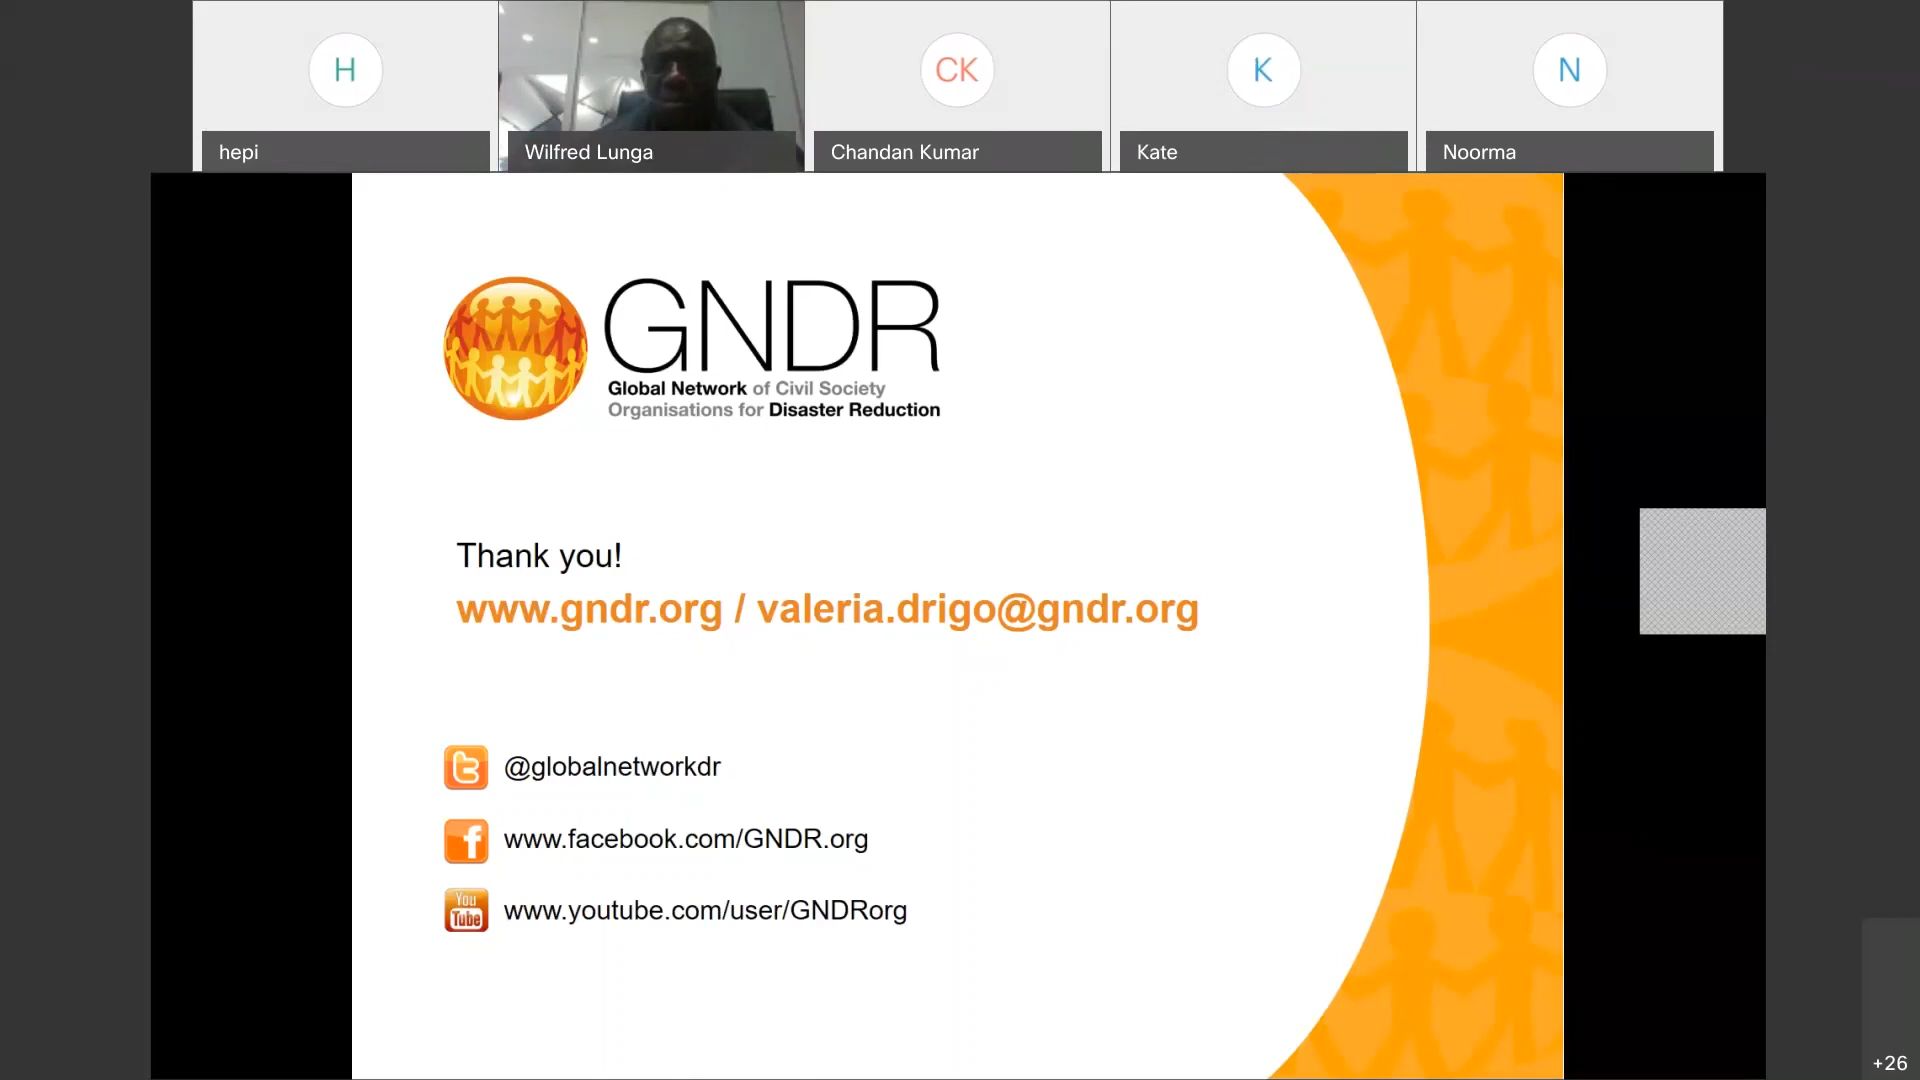 H
CK
K
N
hepi
Wilfred Lunga
Chandan Kumar
Kate
Noorma
GNDR
Global Network of Civil Society
Organisations for Disaster Reduction
Thank you!
www.gndr.org / valeria.drigo@gndr.org
@globalnetworkdr
www.facebook.com/GNDR.org
You
Tube
www.youtube.com/user/GNDRorg
+26